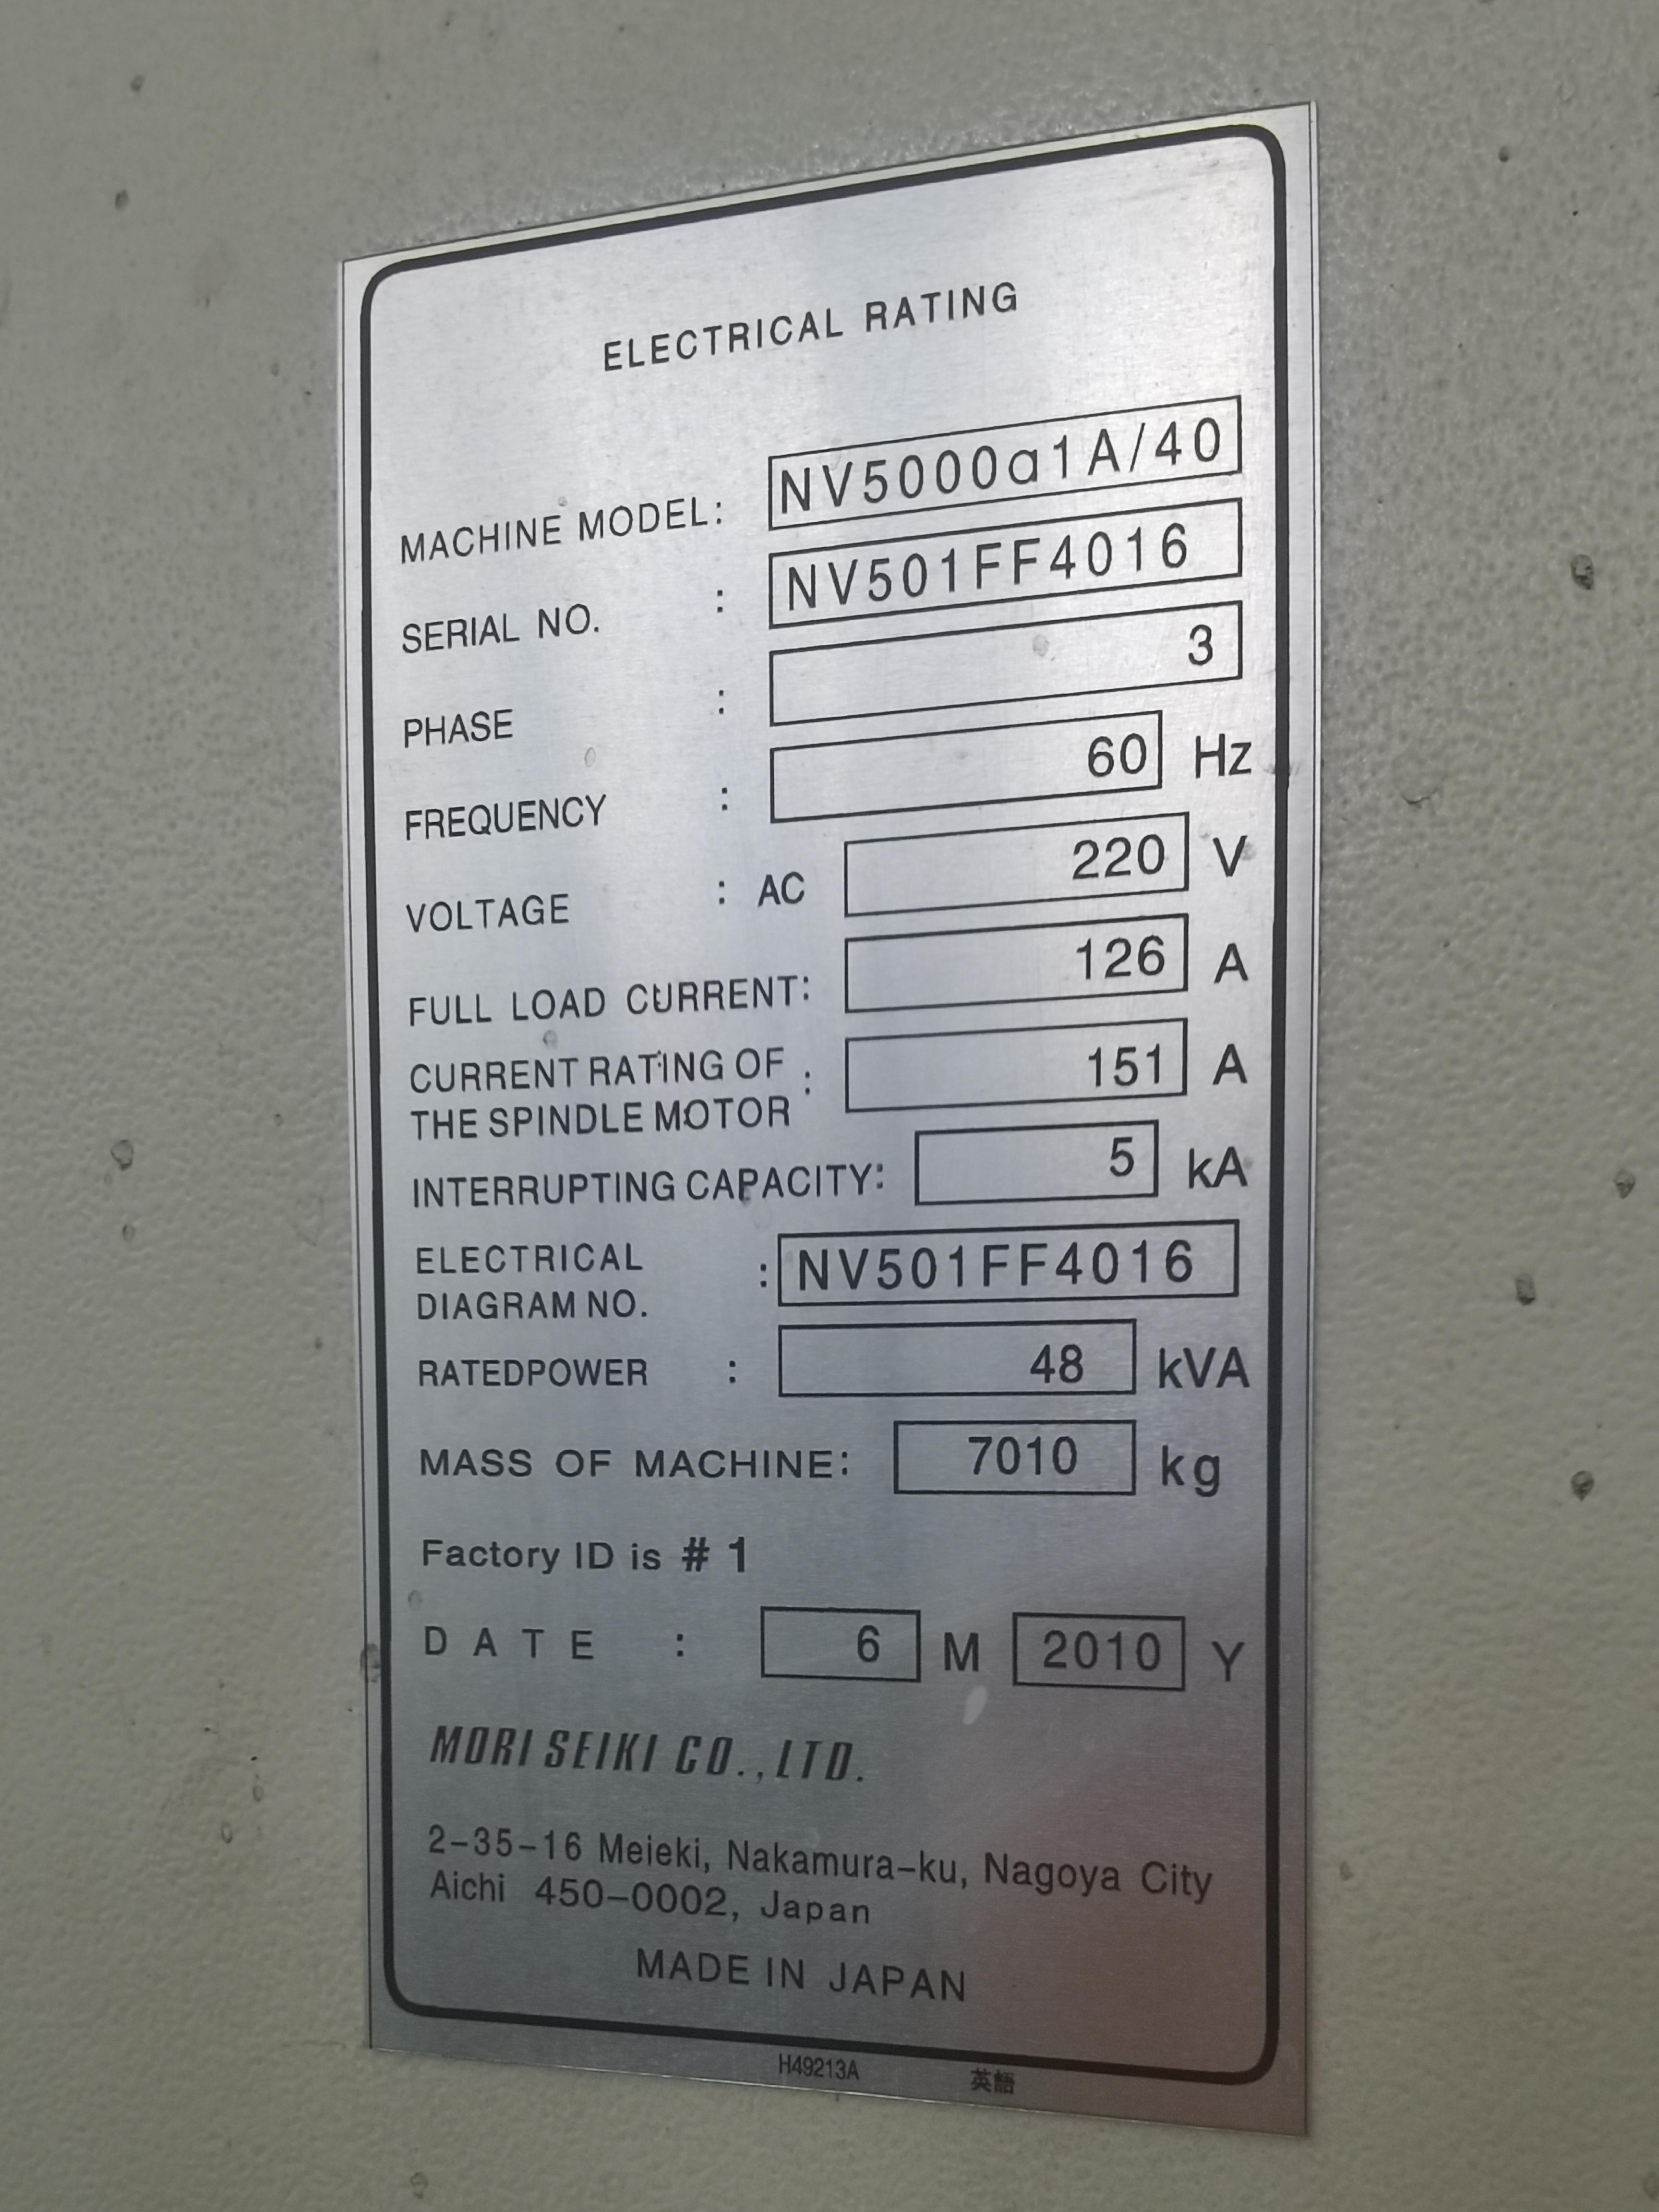 ELECTRICAL RATING
MACHINE MODEL: NV5000a1A/40
SERIAL NO. : NV501FF4016
PHASE : 3
FREQUENCY : 60 Hz
VOLTAGE : AC 220 V
FULL LOAD CURRENT: 126 A
CURRENT RATING OF
THE SPINDLE MOTOR : 151 A
INTERRUPTING CAPACITY: 5 kA
ELECTRICAL
DIAGRAM NO. : NV501FF4016
RATEDPOWER : 48 kVA
MASS OF MACHINE: 7010 kg
Factory ID is # 1
DATE : 6 M 2010 Y
MORI SEIKI CO.,LTD.
2-35-16 Meieki, Nakamura-ku, Nagoya City
Aichi 450-0002, Japan
MADE IN JAPAN
H49213A 英語